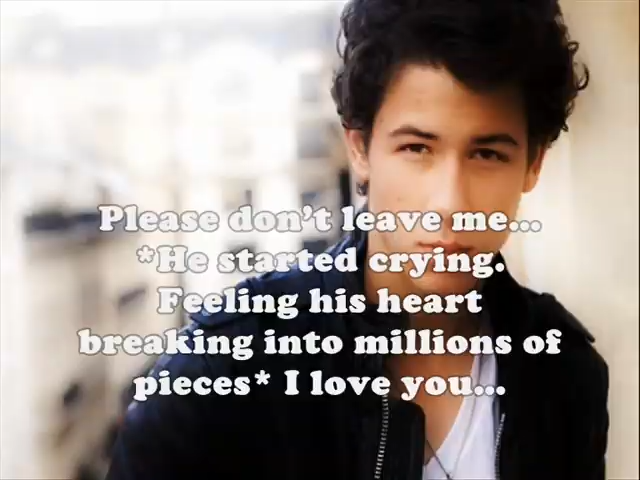 Please don't leave me...
*He started crying.
Feeling his heart
breaking into millions of
pieces* I love you...